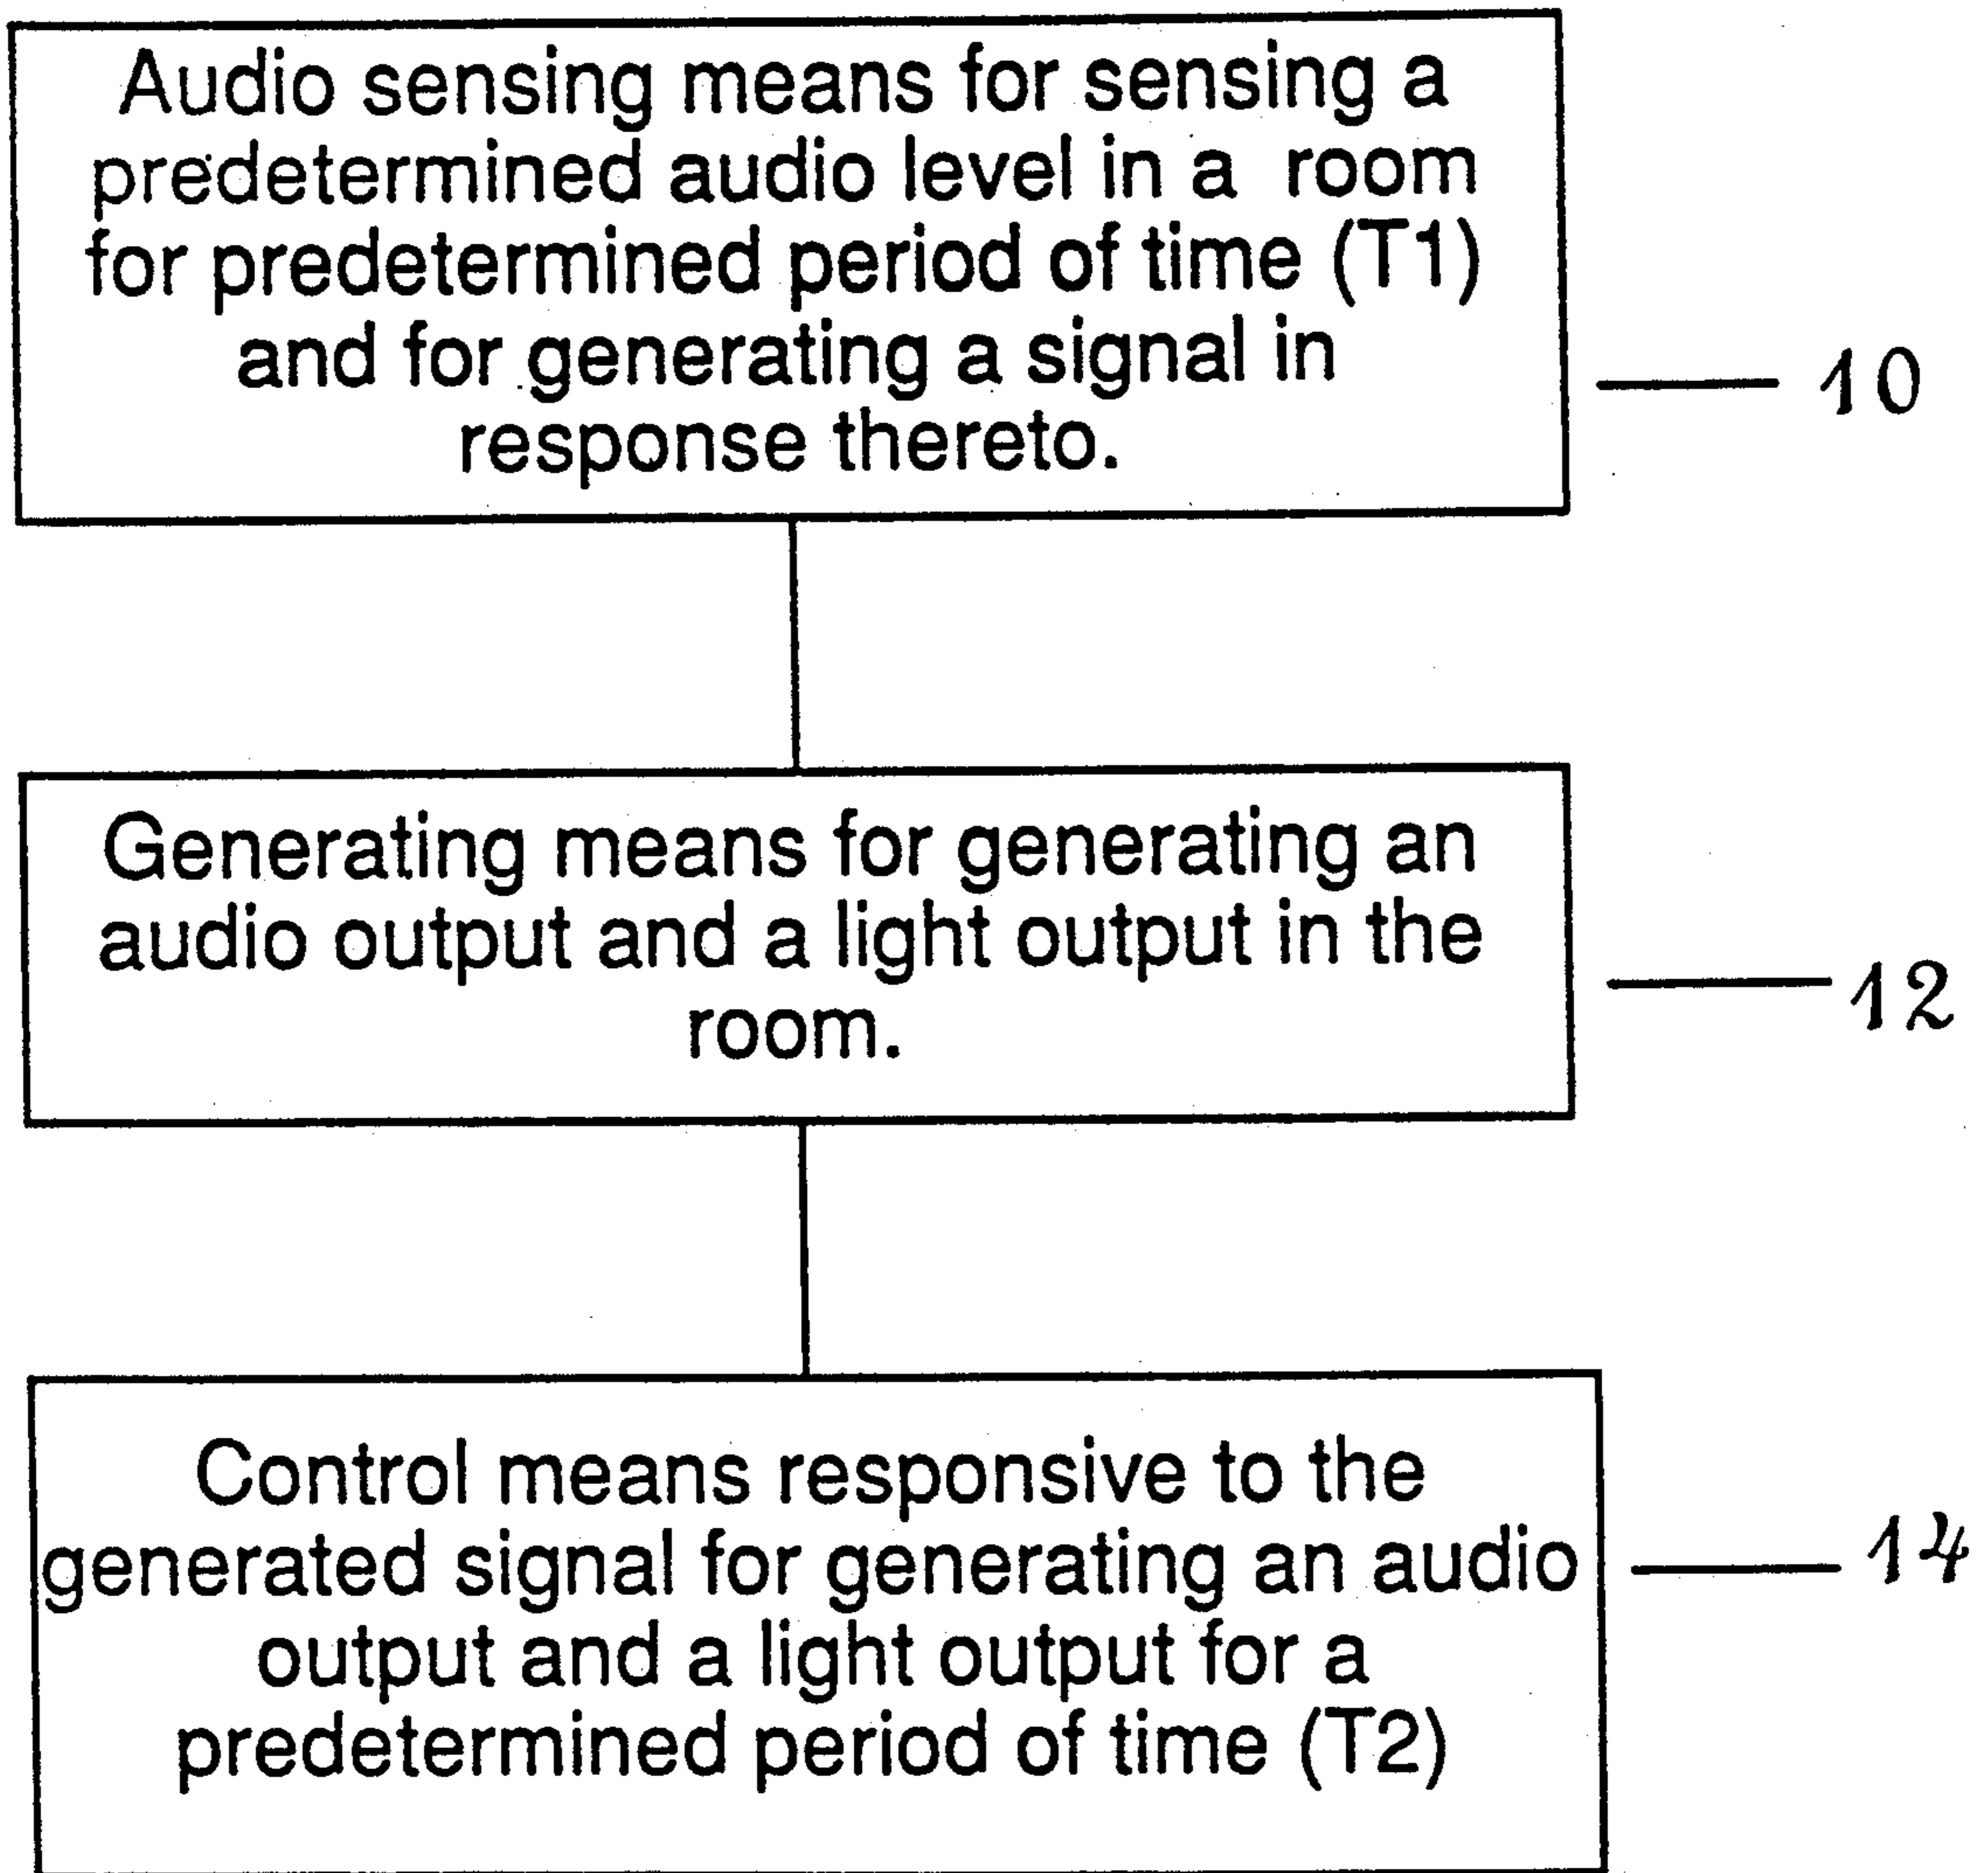 Audio sensing means for sensing a
predetermined audio level in a room
for predetermined period of time (T1)
and for generating a signal in
response thereto.
10
Generating means for generating an
audio output and a light output in the
room.
12
Control means responsive to the
generated signal for generating an audio
output and a light output for a
predetermined period of time (T2)
14